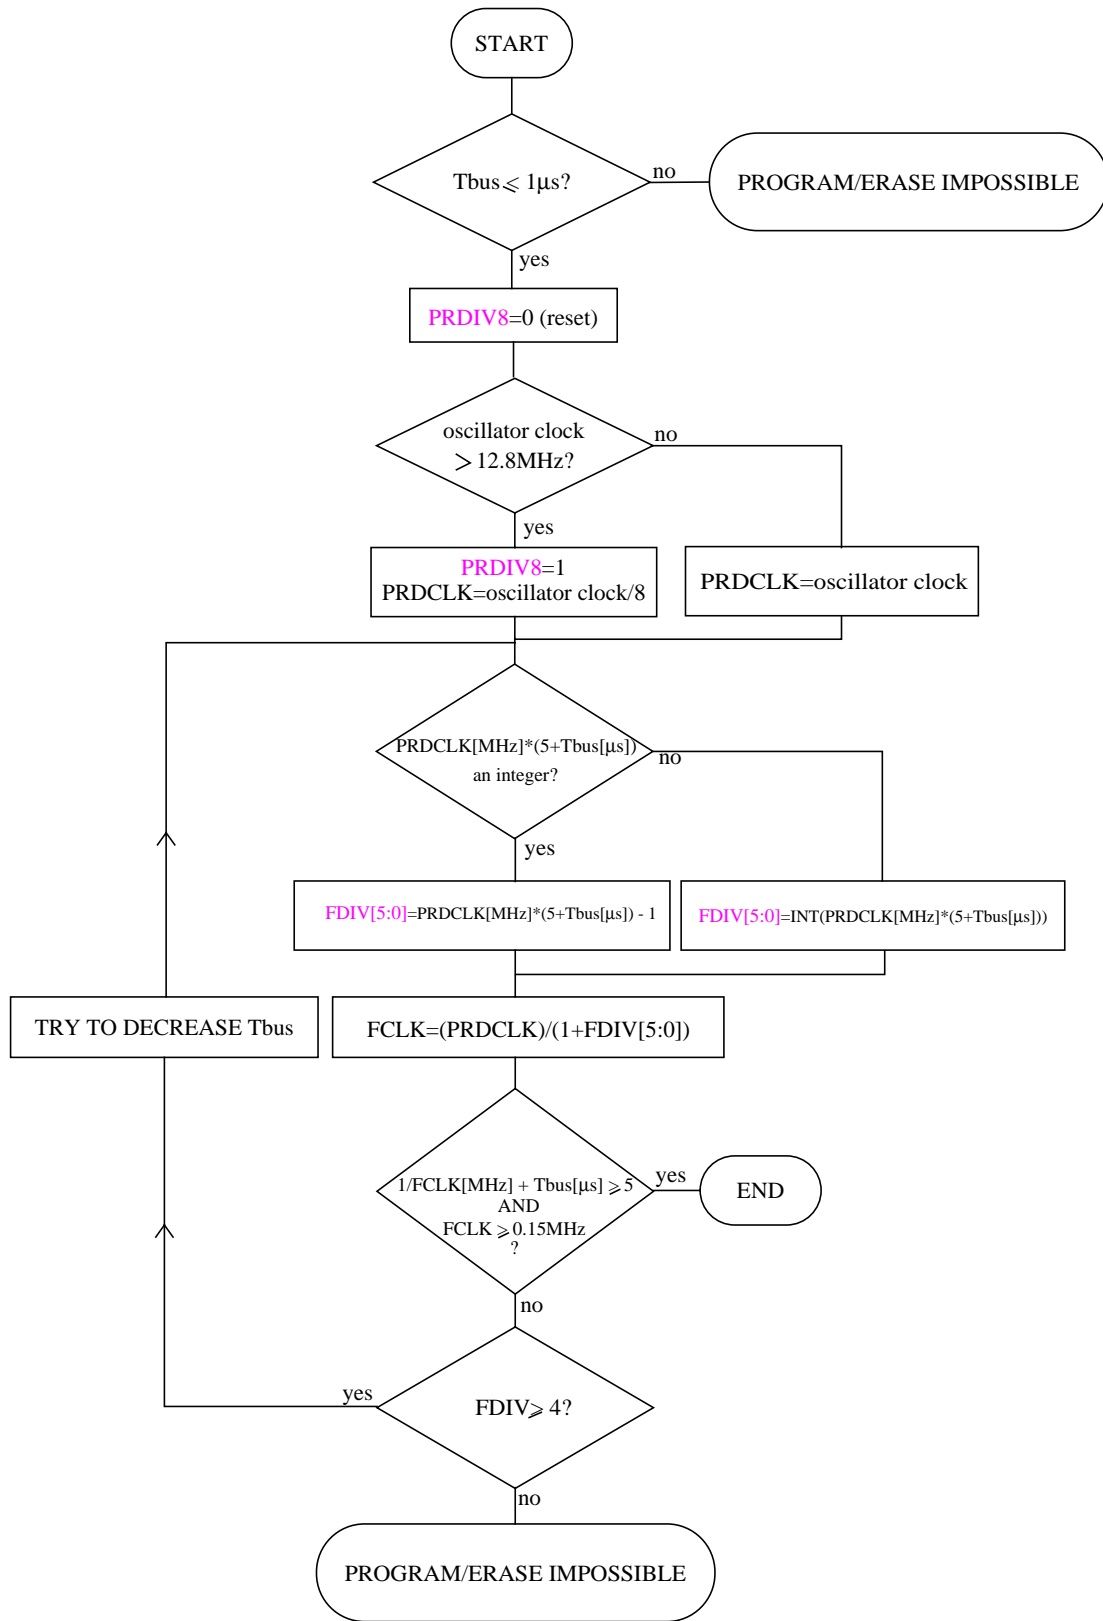 START
Tbus ⩽ 1µs?
no
PROGRAM/ERASE IMPOSSIBLE
yes
PRDIV8=0 (reset)
oscillator clock
> 12.8MHz?
no
yes
PRDIV8=1
PRDCLK=oscillator clock/8
PRDCLK=oscillator clock
PRDCLK[MHz]*(5+Tbus[µs])
an integer?
no
yes
FDIV[5:0]=PRDCLK[MHz]*(5+Tbus[µs]) - 1
FDIV[5:0]=INT(PRDCLK[MHz]*(5+Tbus[µs]))
TRY TO DECREASE Tbus
FCLK=(PRDCLK)/(1+FDIV[5:0])
1/FCLK[MHz] + Tbus[µs] ⩾ 5
AND
FCLK ⩾ 0.15MHz
?
yes
END
no
yes
FDIV ⩾ 4?
no
PROGRAM/ERASE IMPOSSIBLE